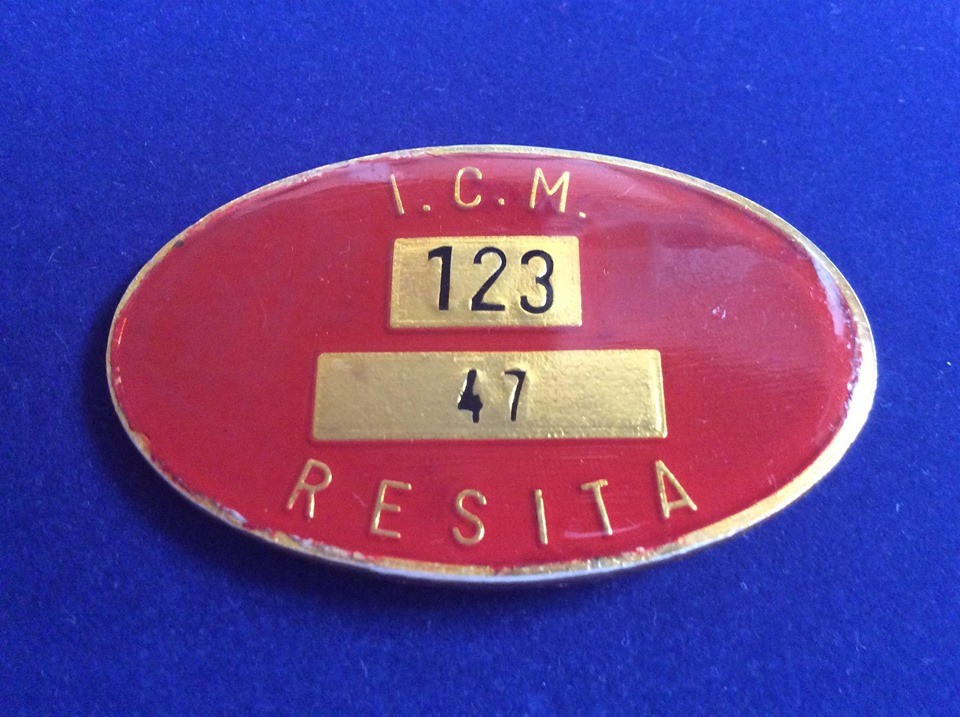 I.C.M.
123
47
RESITA